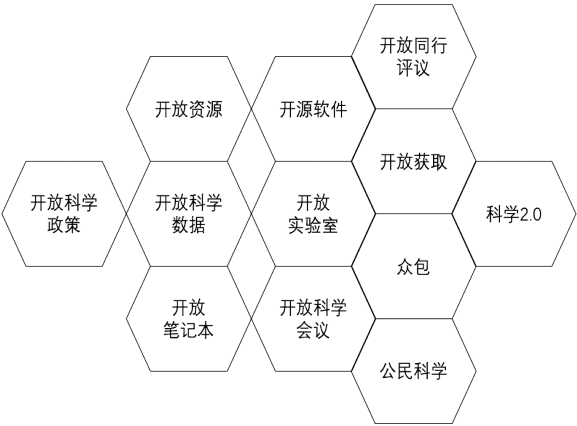 开放同行
评议
开放资源
开源软件
开放获取
开放科学
政策
开放科学
数据
开放
实验室
科学2.0
众包
开放
笔记本
开放科学
会议
公民科学